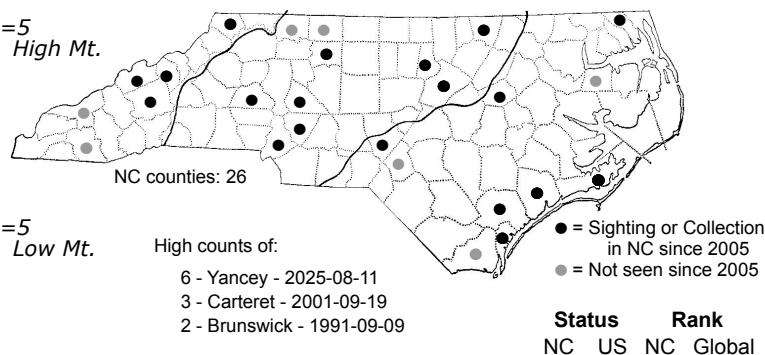 =5
High Mt.
NC counties: 26
=5
Low Mt.
High counts of:
6 - Yancey - 2025-08-11
3 - Carteret - 2001-09-19
2 - Brunswick - 1991-09-09
= Sighting or Collection
in NC since 2005
= Not seen since 2005
Status Rank
NC US NC Global